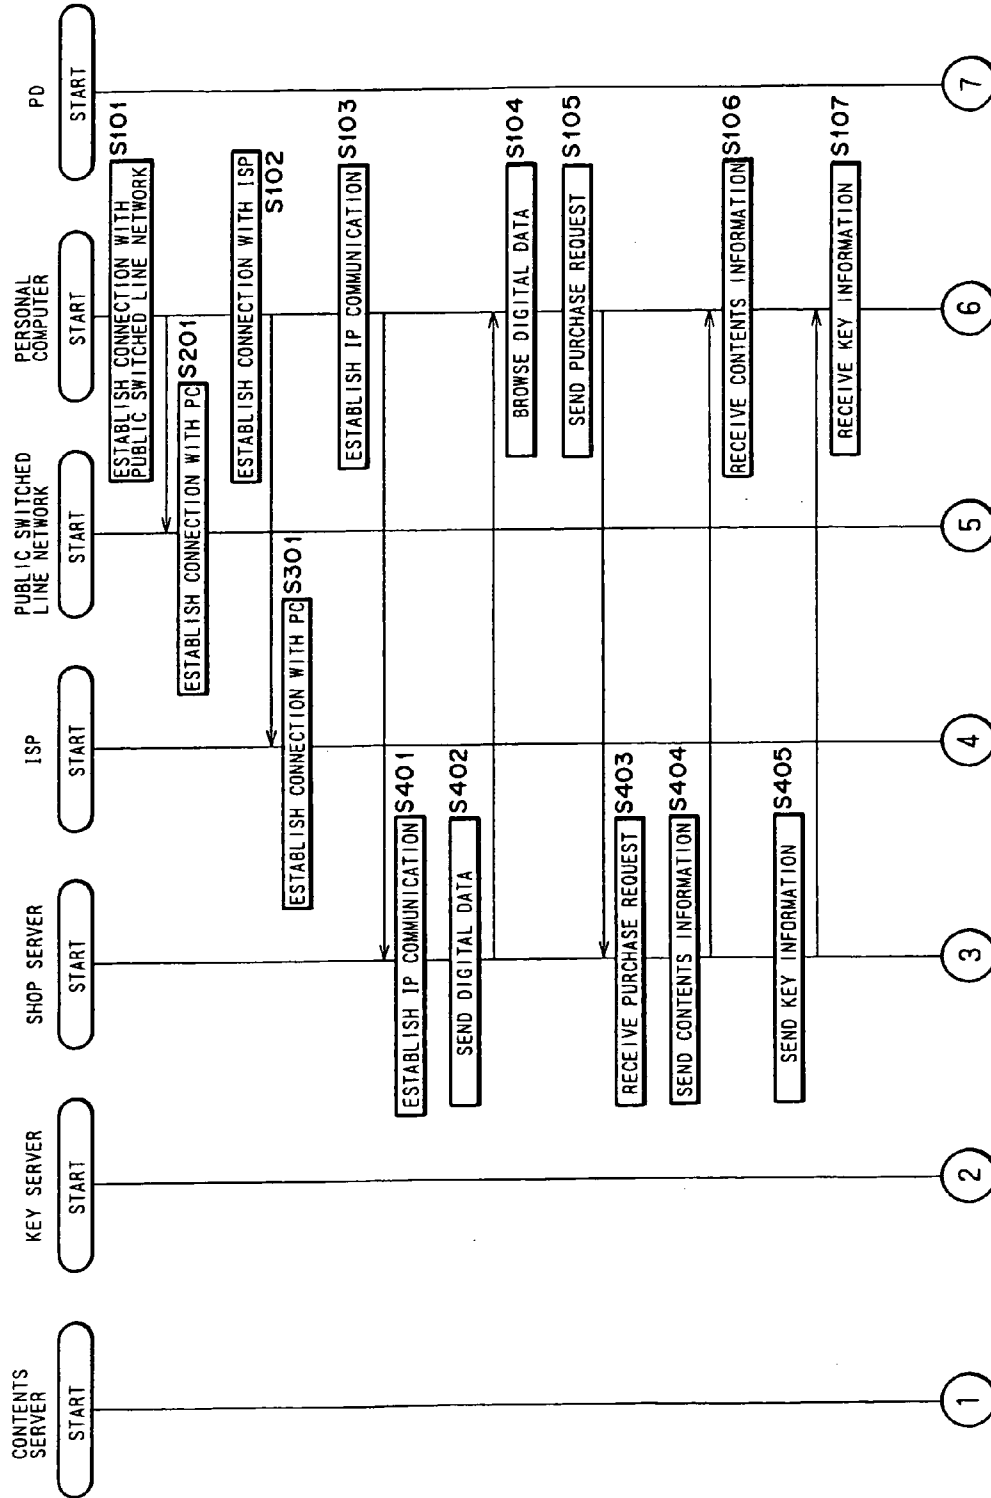 CONTENTS
SERVER
START
KEY SERVER
START
SHOP SERVER
START
ISP
START
PUBLIC SWITCHED
LINE NETWORK
START
PERSONAL
COMPUTER
START
PD
START
ESTABLISH CONNECTION WITH
PUBLIC SWITCHED LINE NETWORK
S101
ESTABLISH CONNECTION WITH PC
S201
ESTABLISH CONNECTION WITH ISP
S102
ESTABLISH CONNECTION WITH PC
S301
ESTABLISH IP COMMUNICATION
S103
ESTABLISH IP COMMUNICATION
S401
SEND DIGITAL DATA
S402
BROWSE DIGITAL DATA
S104
SEND PURCHASE REQUEST
S105
RECEIVE PURCHASE REQUEST
S403
SEND CONTENTS INFORMATION
S404
RECEIVE CONTENTS INFORMATION
S106
SEND KEY INFORMATION
S405
RECEIVE KEY INFORMATION
S107
1
2
3
4
5
6
7